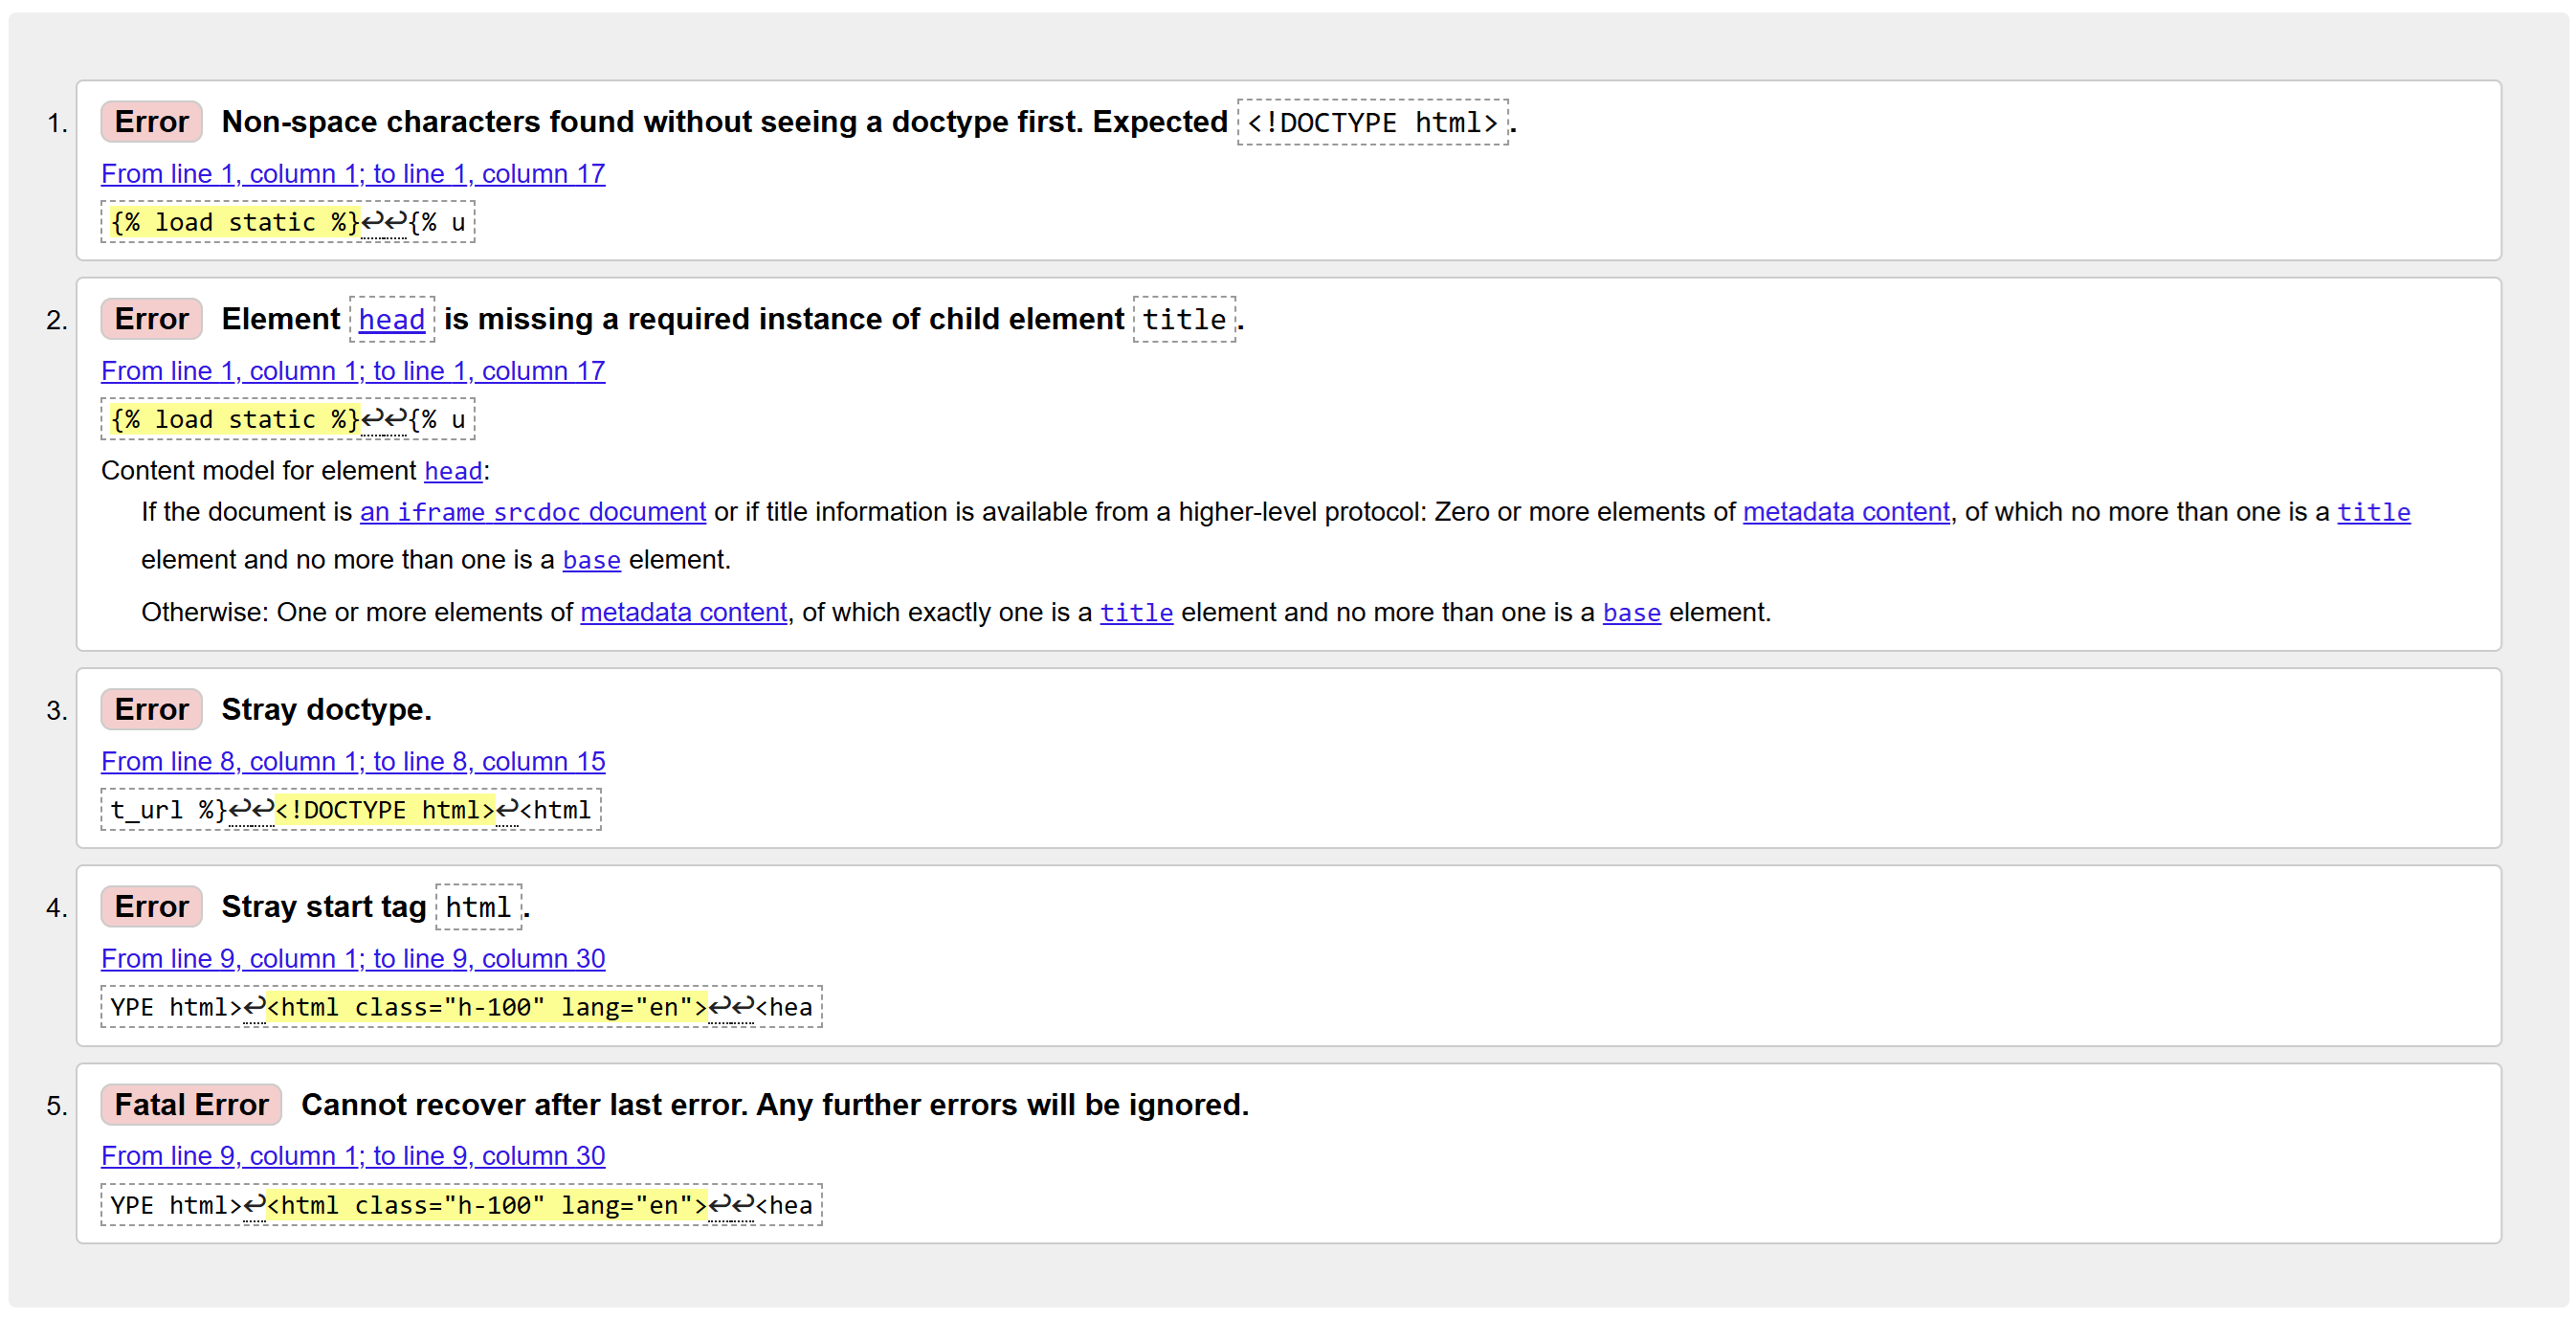 1. Error Non-space characters found without seeing a doctype first. Expected <!DOCTYPE html>.
From line 1, column 1; to line 1, column 17
{% load static %}↩↩{% u
2. Error Element head is missing a required instance of child element title.
From line 1, column 1; to line 1, column 17
{% load static %}↩↩{% u
Content model for element head:
If the document is an iframe srcdoc document or if title information is available from a higher-level protocol: Zero or more elements of metadata content, of which no more than one is a title
element and no more than one is a base element.
Otherwise: One or more elements of metadata content, of which exactly one is a title element and no more than one is a base element.
3. Error Stray doctype.
From line 8, column 1; to line 8, column 15
t_url %}↩↩<!DOCTYPE html>↩<html
4. Error Stray start tag html.
From line 9, column 1; to line 9, column 30
YPE html>↩<html class="h-100" lang="en">↩↩<hea
5. Fatal Error Cannot recover after last error. Any further errors will be ignored.
From line 9, column 1; to line 9, column 30
YPE html>↩<html class="h-100" lang="en">↩↩<hea